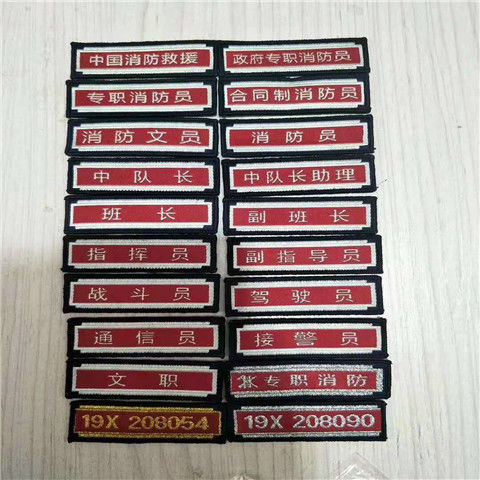 中国消防救援
政府专职消防员
专职消防员
合同制消防员
消防文员
消防员
中队长
中队长助理
班长
副班长
指挥员
副指导员
战斗员
驾驶员
通信员
接警员
文职
专职消防
19X 208054
19X 208090